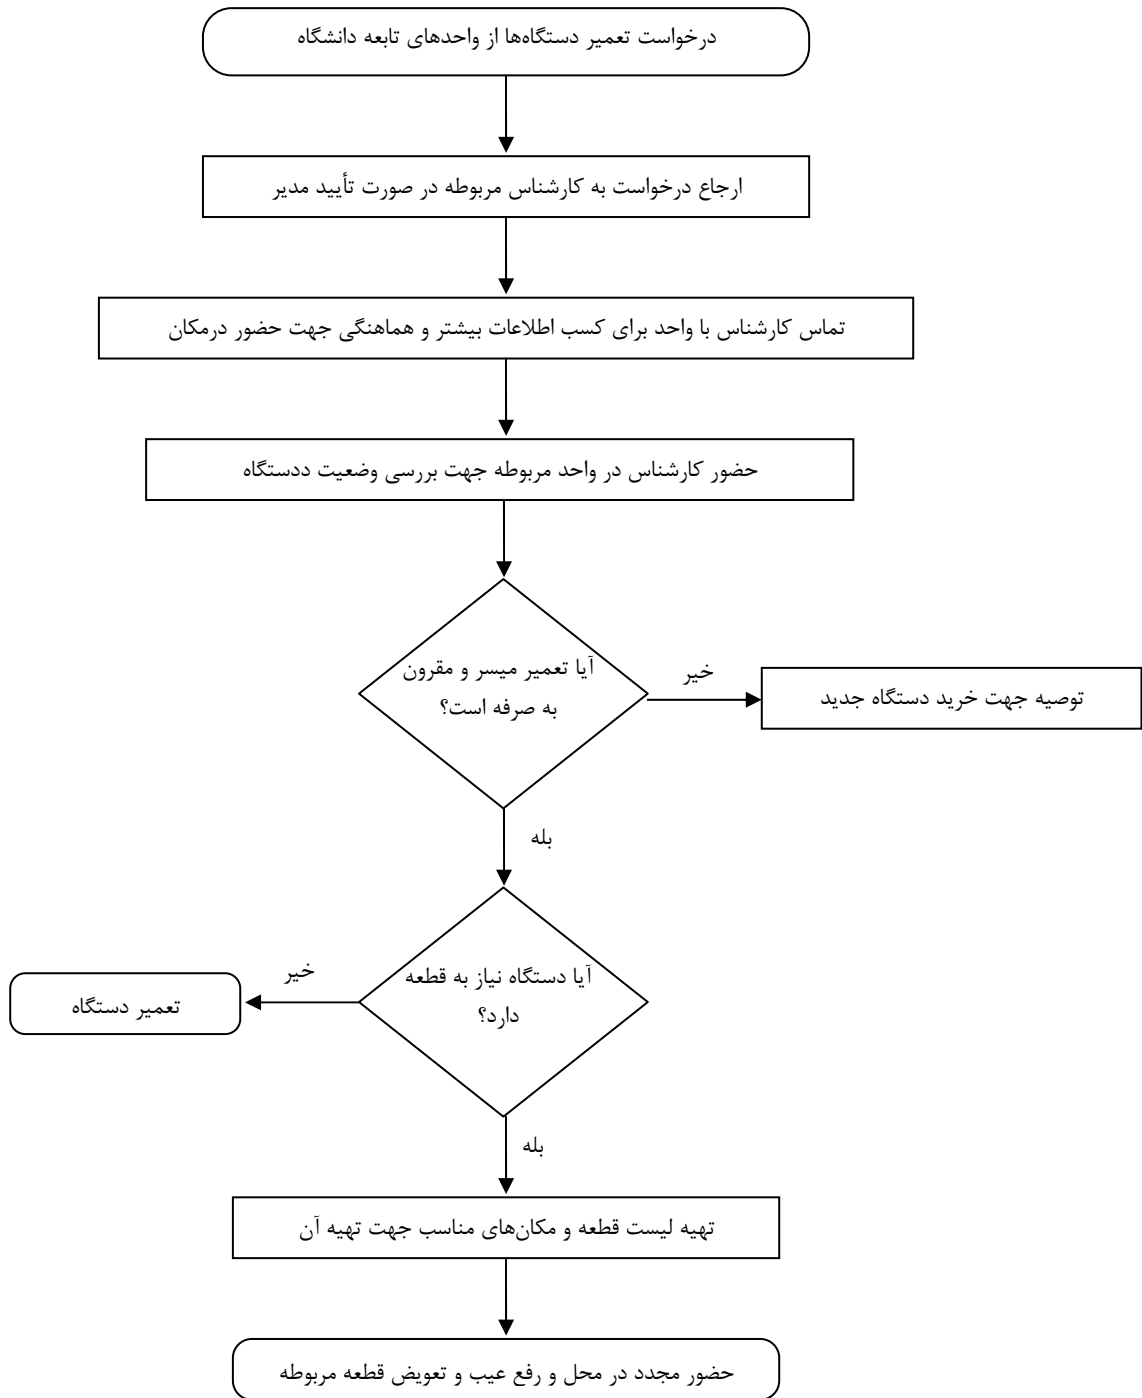 درخواست تعمیر دستگاه‌ها از واحدهای تابعه دانشگاه
ارجاع درخواست به کارشناس مربوطه در صورت تأیید مدیر
تماس کارشناس با واحد برای کسب اطلاعات بیشتر و هماهنگی جهت حضور درمکان
حضور کارشناس در واحد مربوطه جهت بررسی وضعیت ددستگاه
آیا تعمیر میسر و مقرون
به صرفه است؟
خیر
توصیه جهت خرید دستگاه جدید
بله
آیا دستگاه نیاز به قطعه
دارد؟
خیر
تعمیر دستگاه
بله
تهیه لیست قطعه و مکان‌های مناسب جهت تهیه آن
حضور مجدد در محل و رفع عیب و تعویض قطعه مربوطه